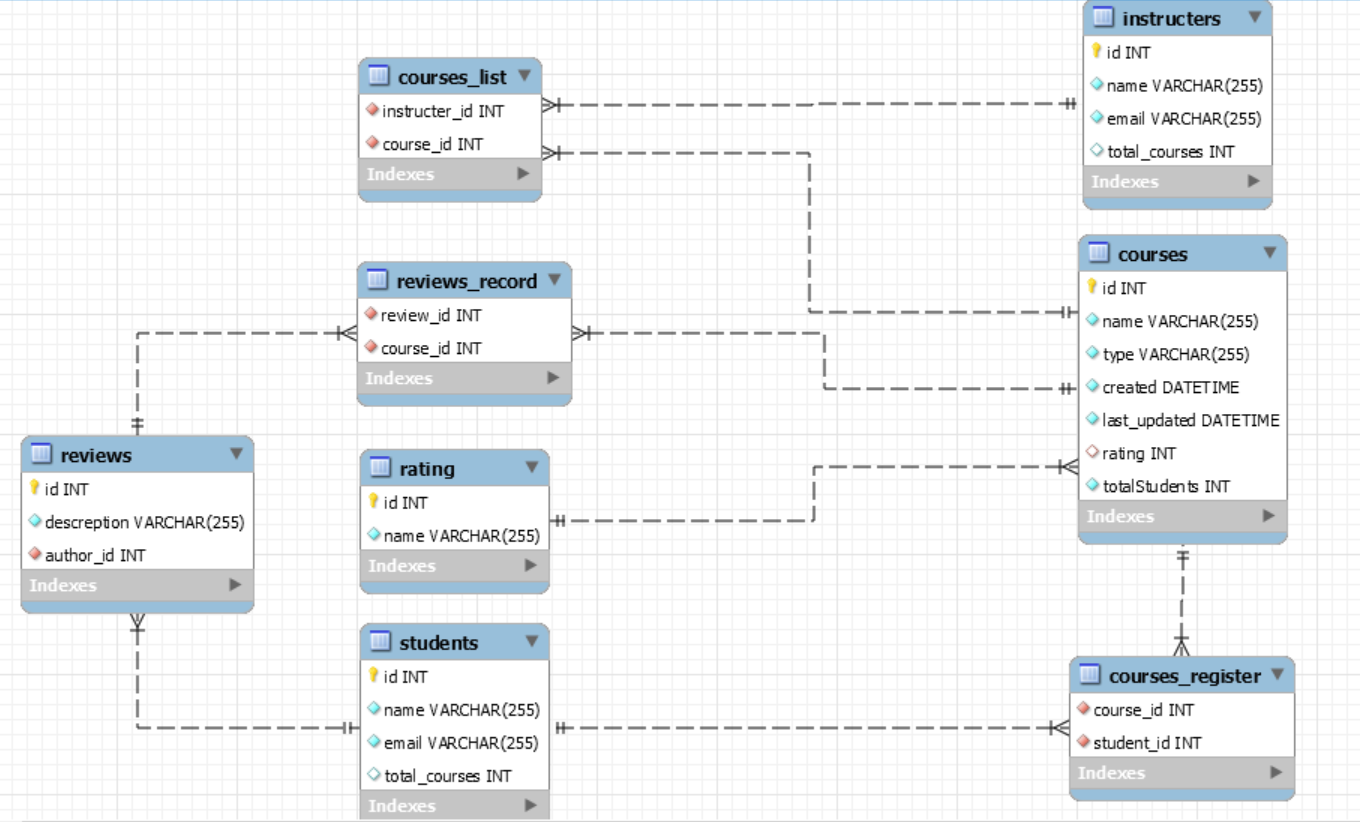 instructers
id INT
name VARCHAR(255)
email VARCHAR(255)
total_courses INT
Indexes
courses_list
instructer_id INT
course_id INT
Indexes
courses
id INT
name VARCHAR(255)
type VARCHAR(255)
created DATETIME
last_updated DATETIME
rating INT
totalStudents INT
Indexes
reviews_record
review_id INT
course_id INT
Indexes
reviews
id INT
descreption VARCHAR(255)
author_id INT
Indexes
rating
id INT
name VARCHAR(255)
Indexes
students
id INT
name VARCHAR(255)
email VARCHAR(255)
total_courses INT
Indexes
courses_register
course_id INT
student_id INT
Indexes